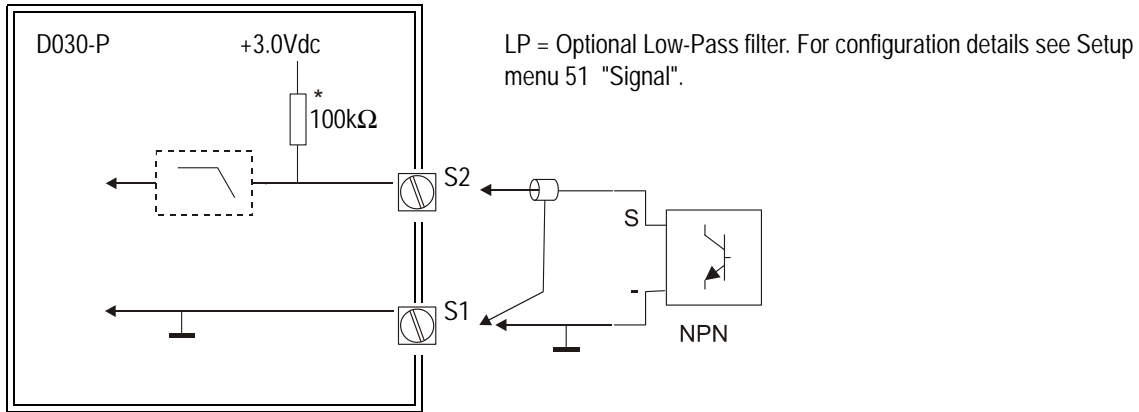 D030-P
+3.0Vdc
LP = Optional Low-Pass filter. For configuration details see Setup
menu 51 "Signal".
*
100kΩ
S2
S
-
S1
NPN